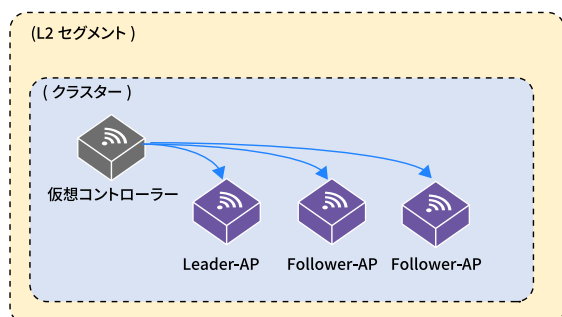 (L2 セグメント )
( クラスター )
仮想コントローラー
Leader-AP
Follower-AP
Follower-AP